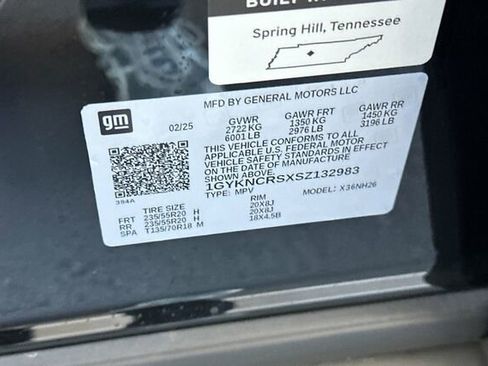 Spring Hill, Tennessee
gm
MFD BY GENERAL MOTORS LLC
02/25 GVWR GAWR FRT GAWR RR
2722 KG 1350 KG 1450 KG
6001 LB 2976 LB 3196 LB
THIS VEHICLE CONFORMS TO ALL
APPLICABLE U.S. FEDERAL MOTOR
VEHICLE SAFETY STANDARDS IN EFFECT
ON THE DATE OF MANUFACTURE
SHOWN ABOVE.
1GYKNCRSXSZ132983
TYPE: MPV MODEL: X36NH26
394A
TIRE SIZE RIM
FRT 235/55R20 H 20X8J
RR 235/55R20 H 20X8J
SPA T135/70R18 M 18X4.5B